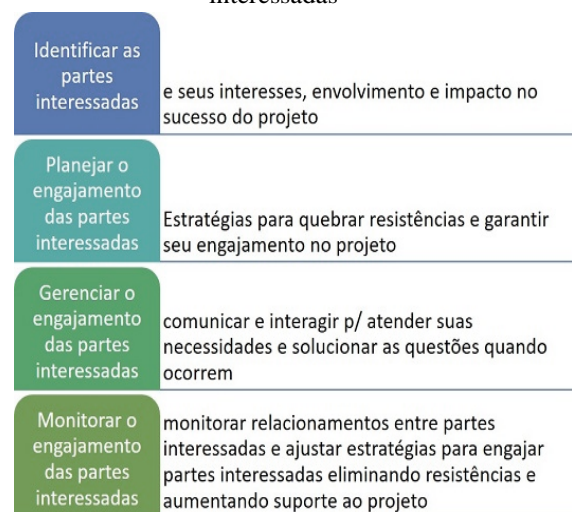 interessadas
Identificar as
partes
interessadas
e seus interesses, envolvimento e impacto no
sucesso do projeto
Planejar o
engajamento
das partes
interessadas
Estratégias para quebrar resistências e garantir
seu engajamento no projeto
Gerenciar o
engajamento
das partes
interessadas
comunicar e interagir p/ atender suas
necessidades e solucionar as questões quando
ocorrem
Monitorar o
engajamento
das partes
interessadas
monitorar relacionamentos entre partes
interessadas e ajustar estratégias para engajar
partes interessadas eliminando resistências e
aumentando suporte ao projeto